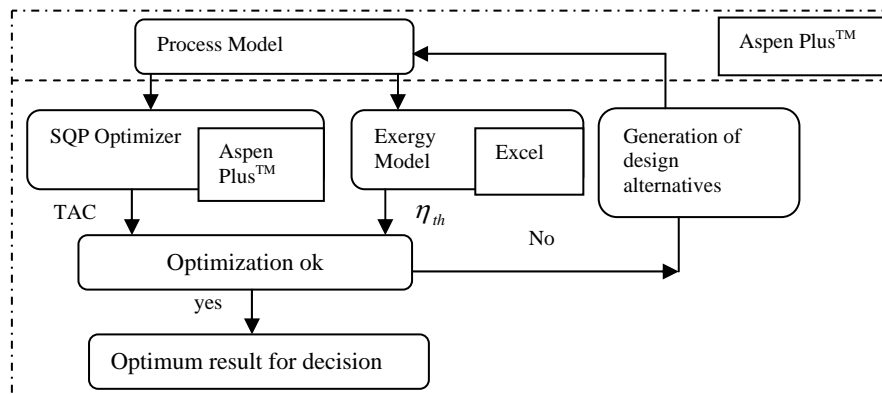 Process Model
Aspen Plus™
SQP Optimizer
Aspen
Plus™
Exergy
Model
Excel
Generation of
design
alternatives
TAC
η_th
No
Optimization ok
yes
Optimum result for decision